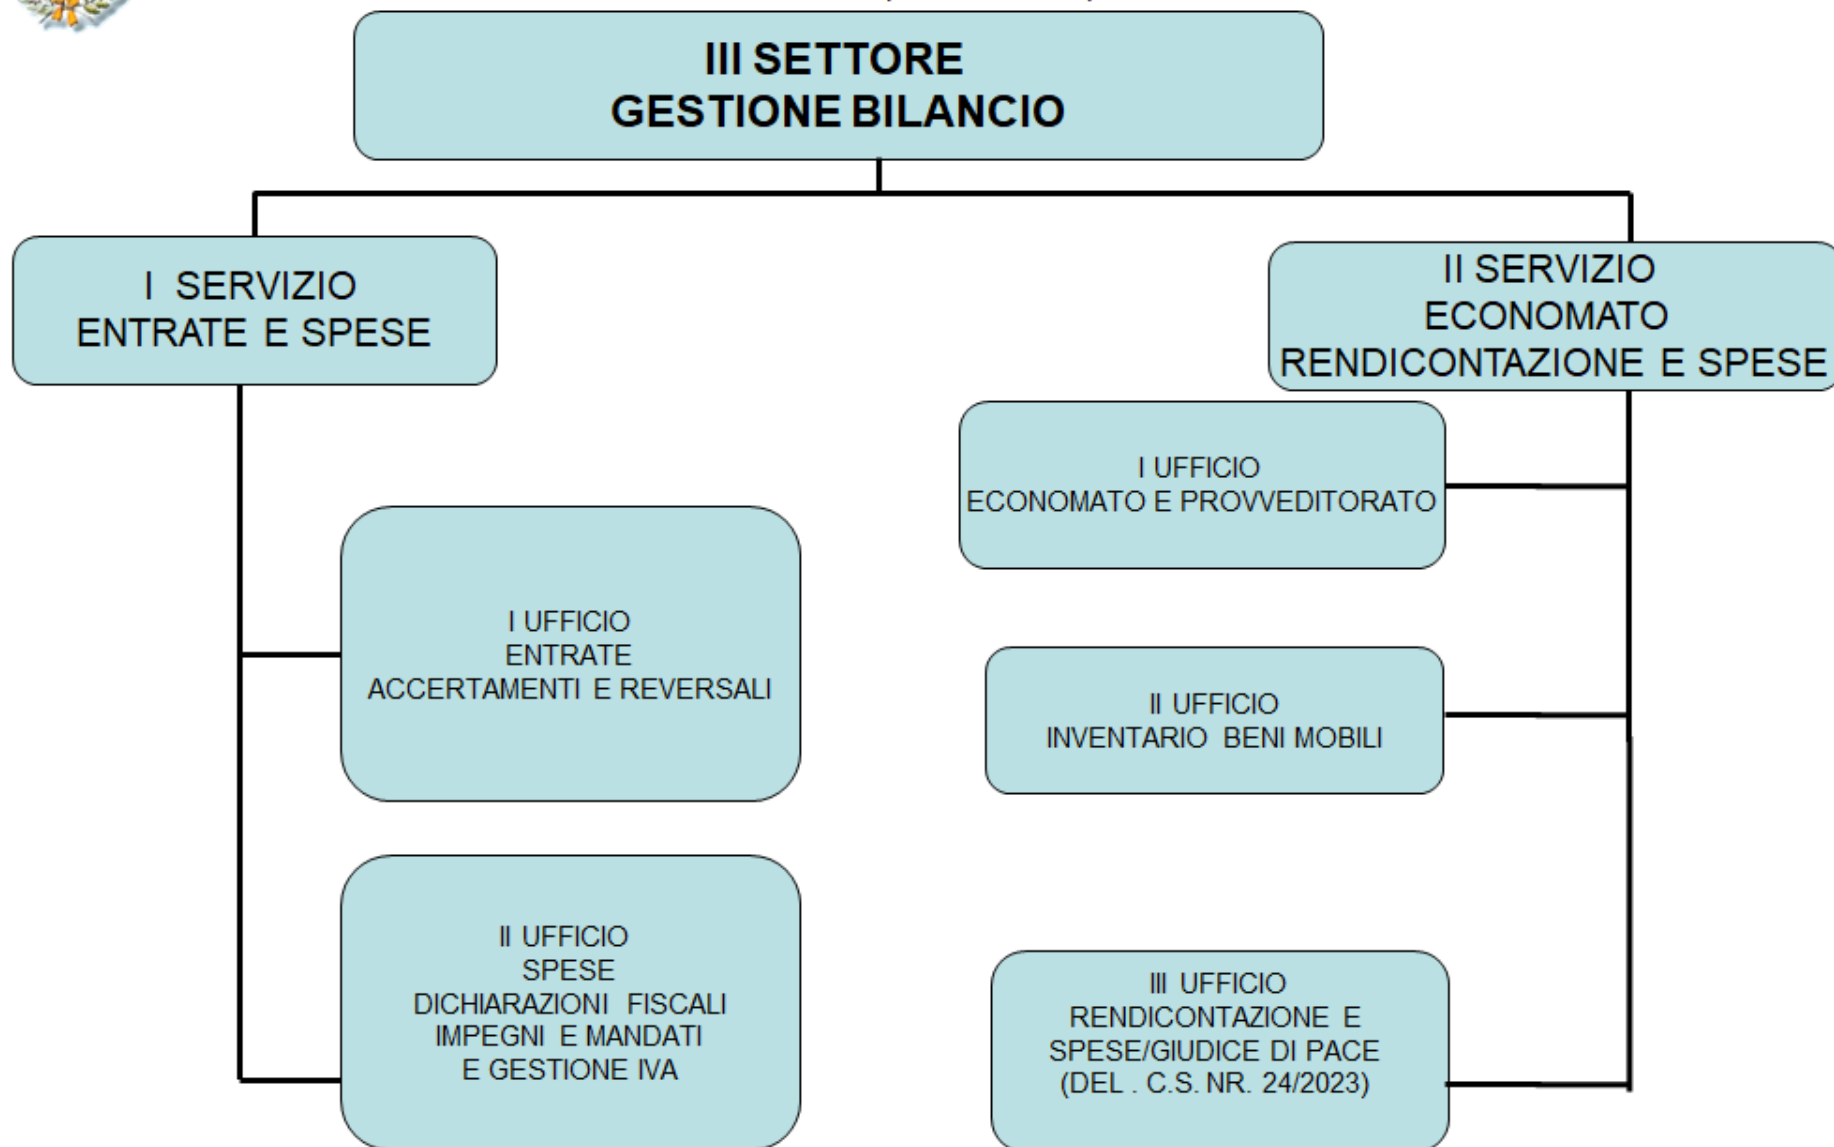 III SETTORE
GESTIONE BILANCIO
I SERVIZIO
ENTRATE E SPESE
II SERVIZIO
ECONOMATO
RENDICONTAZIONE E SPESE
I UFFICIO
ENTRATE
ACCERTAMENTI E REVERSALI
II UFFICIO
SPESE
DICHIARAZIONI FISCALI
IMPEGNI E MANDATI
E GESTIONE IVA
I UFFICIO
ECONOMATO E PROVVEDITORATO
II UFFICIO
INVENTARIO BENI MOBILI
III UFFICIO
RENDICONTAZIONE E
SPESE/GIUDICE DI PACE
(DEL . C.S. NR. 24/2023)